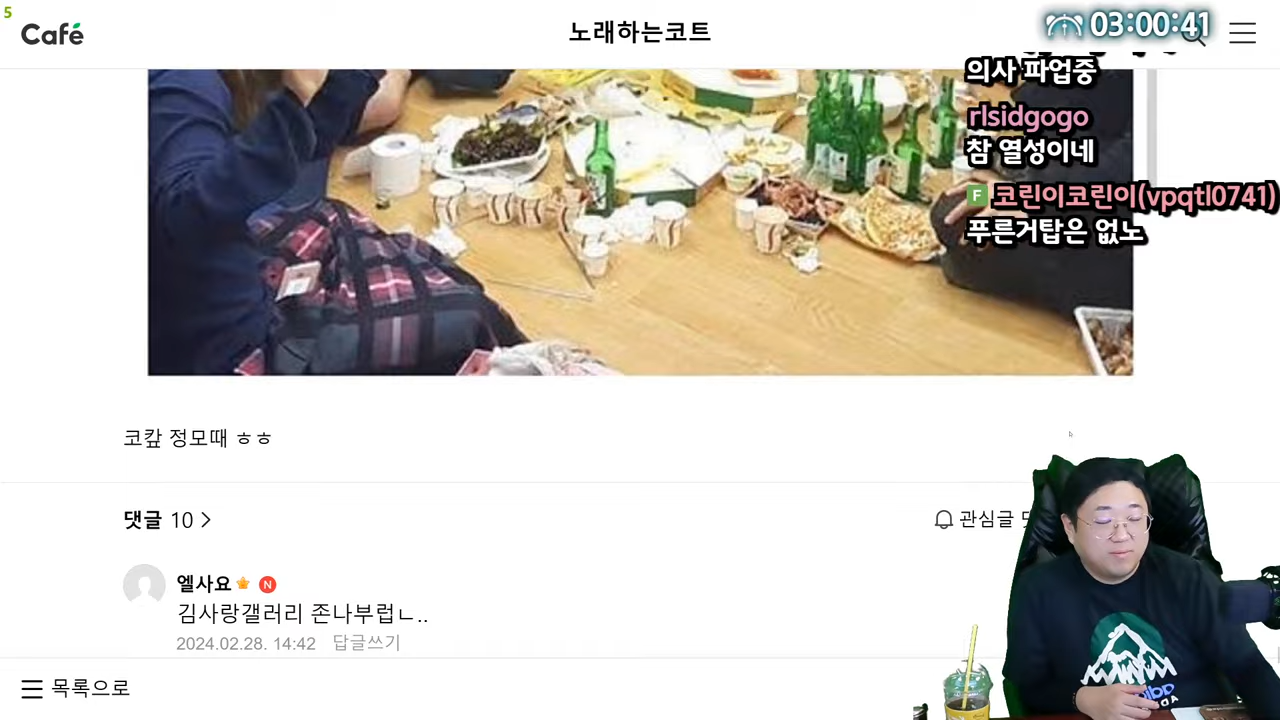 5
Café
노래하는코트
03:00:41
의사 파업중
rlsidgogo
참 열성이네
F 코린이코린이(vpqtl0741)
푸른거탑은 없노
코캎 정모때 ㅎㅎ
댓글 10
관심글
엘사요 N
김사랑갤러리 존나부럽ㄴ..
2024.02.28. 14:42 답글쓰기
목록으로